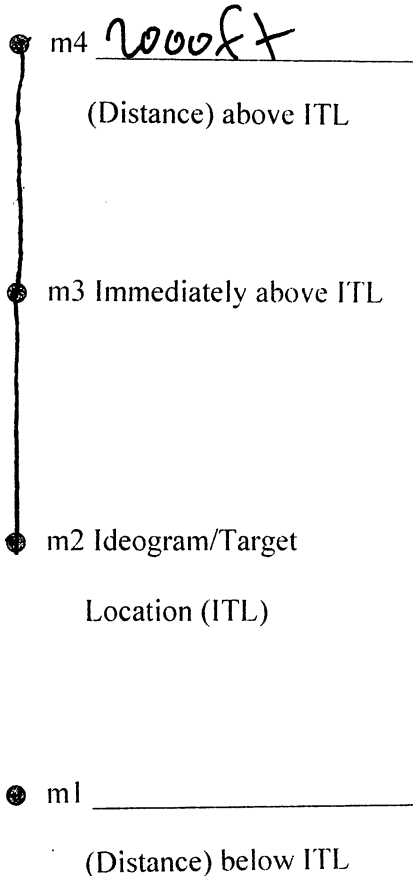 m4 2000ft
(Distance) above ITL
m3 Immediately above ITL
m2 Ideogram/Target
Location (ITL)
m1
(Distance) below ITL